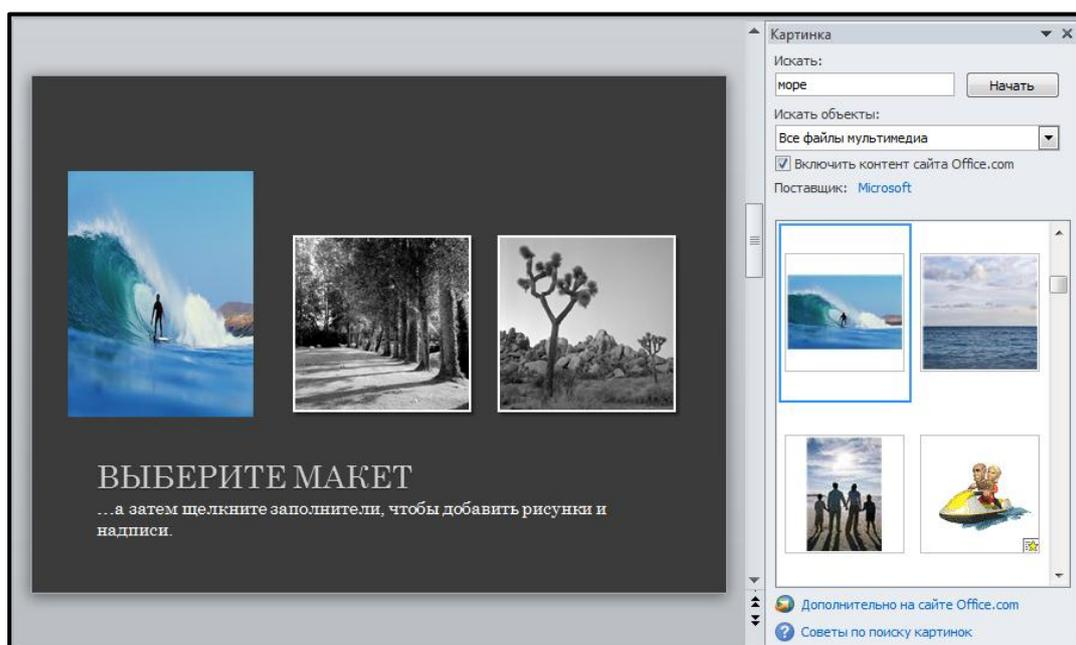 ВЫБЕРИТЕ МАКЕТ
…а затем щелкните заполнители, чтобы добавить рисунки и
надписи.
Картинка
Искать:
море
Начать
Искать объекты:
Все файлы мультимедиа
Включить контент сайта Office.com
Поставщик: Microsoft
Дополнительно на сайте Office.com
Советы по поиску картинок